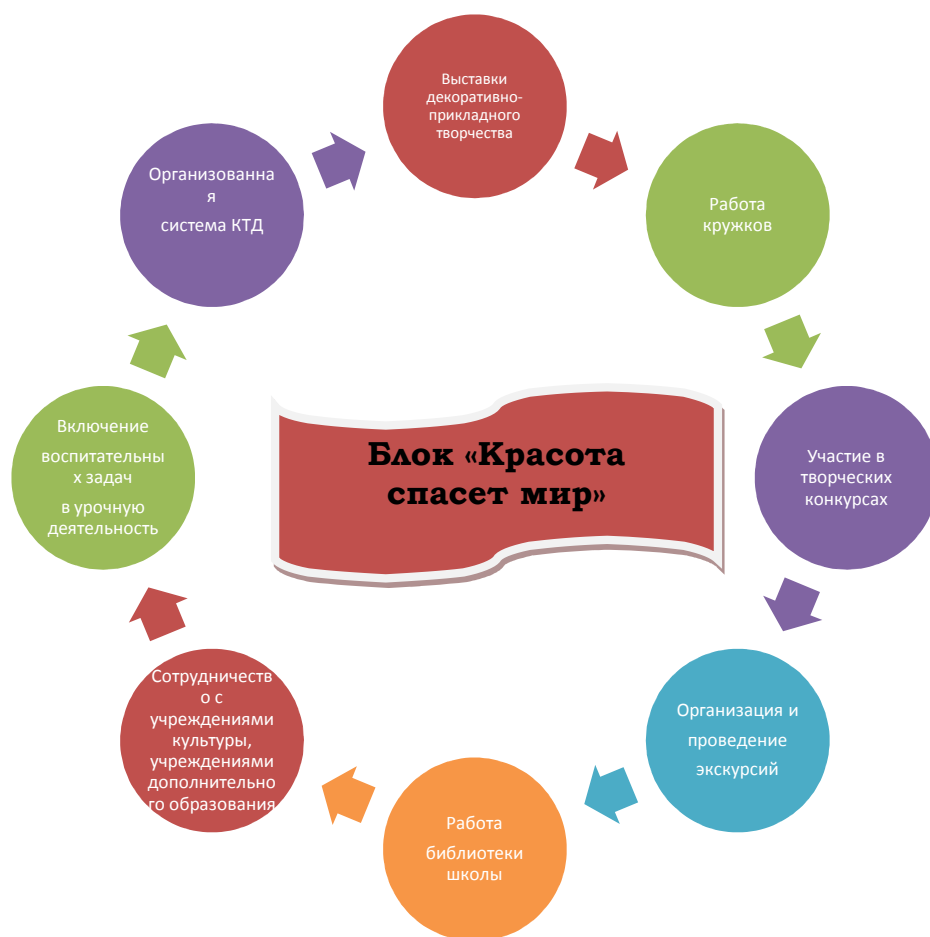 Выставки
декоративно-
прикладного
творчества
Работа
кружков
Участие в
творческих
конкурсах
Организация и
проведение
экскурсий
Работа
библиотеки
школы
Сотрудничеств
о с
учреждениями
культуры,
учреждениями
дополнительно
го образования
Включение
воспитательны
х задач
в урочную
деятельность
Организованна
я
система КТД
Блок «Красота
спасет мир»